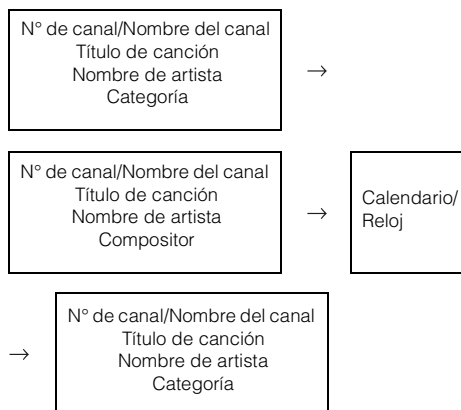 N° de canal/Nombre del canal
Título de canción
Nombre de artista
Categoría
→
N° de canal/Nombre del canal
Título de canción
Nombre de artista
Compositor
→
Calendario/
Reloj
→
N° de canal/Nombre del canal
Título de canción
Nombre de artista
Categoría